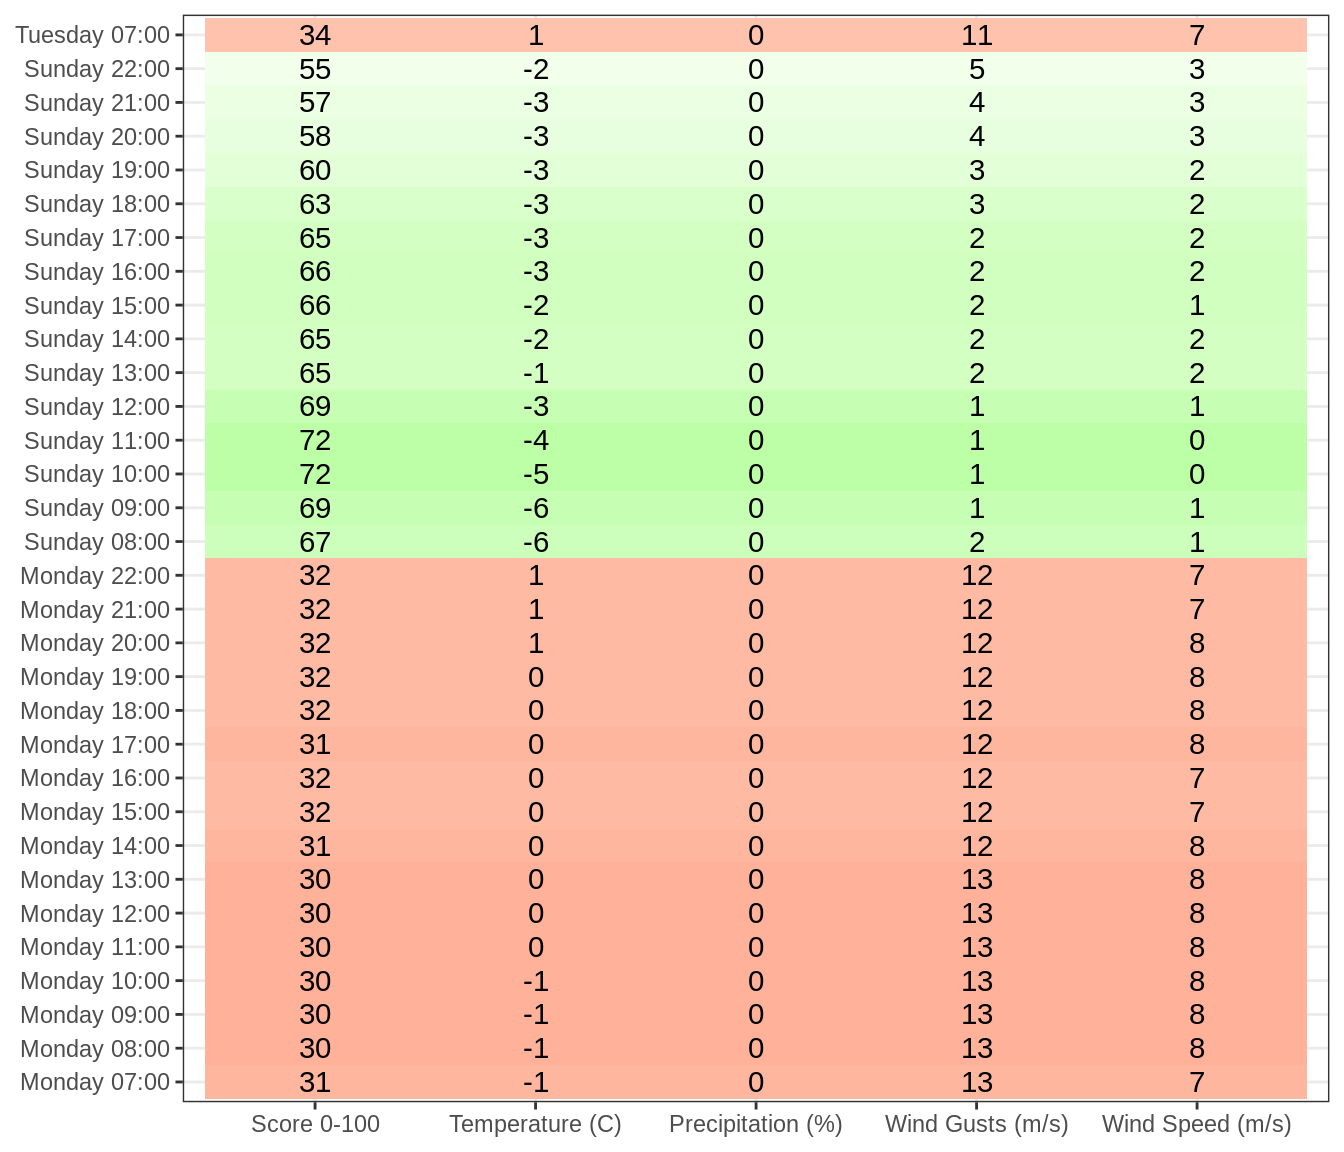 Tuesday 07:00 34 1 0 11 7
Sunday 22:00 55 -2 0 5 3
Sunday 21:00 57 -3 0 4 3
Sunday 20:00 58 -3 0 4 3
Sunday 19:00 60 -3 0 3 2
Sunday 18:00 63 -3 0 3 2
Sunday 17:00 65 -3 0 2 2
Sunday 16:00 66 -3 0 2 2
Sunday 15:00 66 -2 0 2 1
Sunday 14:00 65 -2 0 2 2
Sunday 13:00 65 -1 0 2 2
Sunday 12:00 69 -3 0 1 1
Sunday 11:00 72 -4 0 1 0
Sunday 10:00 72 -5 0 1 0
Sunday 09:00 69 -6 0 1 1
Sunday 08:00 67 -6 0 2 1
Monday 22:00 32 1 0 12 7
Monday 21:00 32 1 0 12 7
Monday 20:00 32 1 0 12 8
Monday 19:00 32 0 0 12 8
Monday 18:00 32 0 0 12 8
Monday 17:00 31 0 0 12 8
Monday 16:00 32 0 0 12 7
Monday 15:00 32 0 0 12 7
Monday 14:00 31 0 0 12 8
Monday 13:00 30 0 0 13 8
Monday 12:00 30 0 0 13 8
Monday 11:00 30 0 0 13 8
Monday 10:00 30 -1 0 13 8
Monday 09:00 30 -1 0 13 8
Monday 08:00 30 -1 0 13 8
Monday 07:00 31 -1 0 13 7
Score 0-100 Temperature (C) Precipitation (%) Wind Gusts (m/s) Wind Speed (m/s)